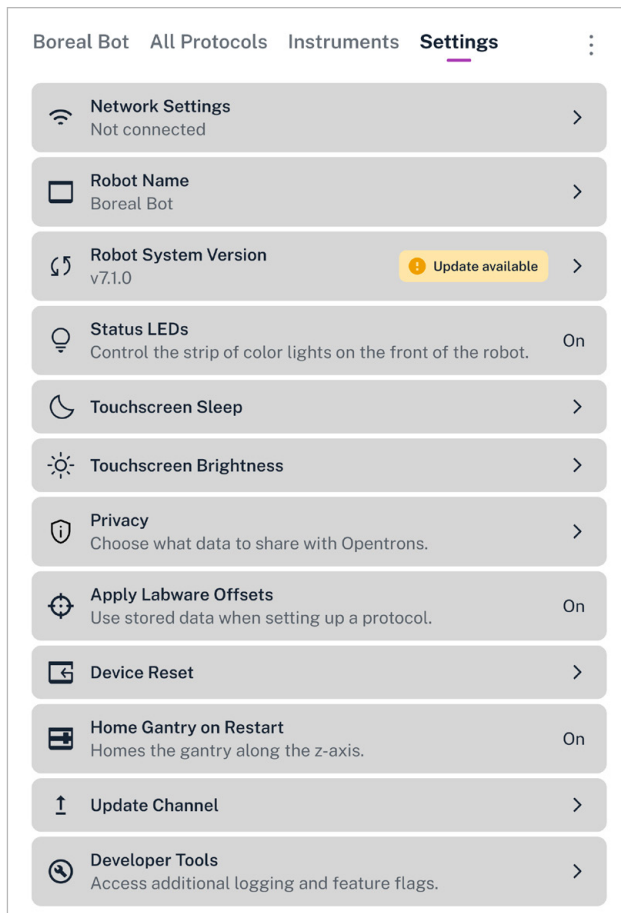 Boreal Bot All Protocols Instruments Settings
Network Settings
Not connected
Robot Name
Boreal Bot
Robot System Version
v7.1.0
Update available
Status LEDs
Control the strip of color lights on the front of the robot.
On
Touchscreen Sleep
Touchscreen Brightness
Privacy
Choose what data to share with Opentrons.
Apply Labware Offsets
Use stored data when setting up a protocol.
On
Device Reset
Home Gantry on Restart
Homes the gantry along the z-axis.
On
Update Channel
Developer Tools
Access additional logging and feature flags.